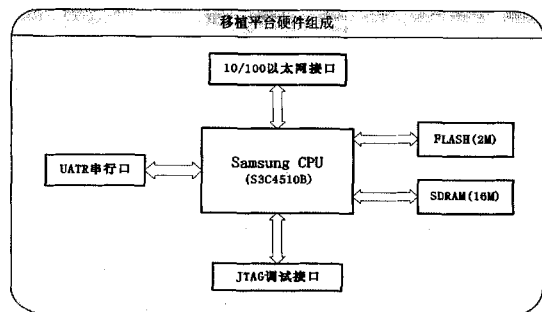 移植平台硬件组成
10/100以太网接口
Samsung CPU
(S3C4510B)
UATR串行口
FLASH(2M)
SDRAM(16M)
JTAG调试接口